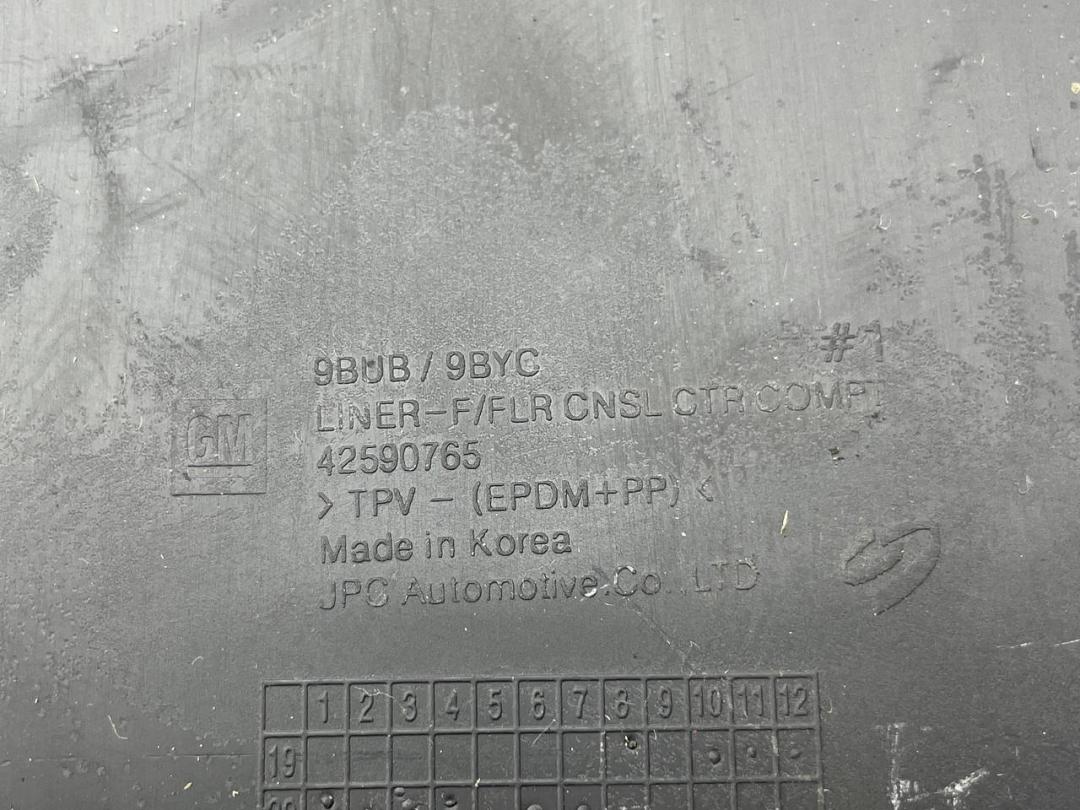 #1
9BUB / 9BYC
LINER-F/FLR CNSL CTR COMPT
GM
42590765
>TPV - (EPDM+PP)<
Made in Korea
JPC Automotive.Co.,LTD
1 2 3 4 5 6 7 8 9 10 11 12
19
20